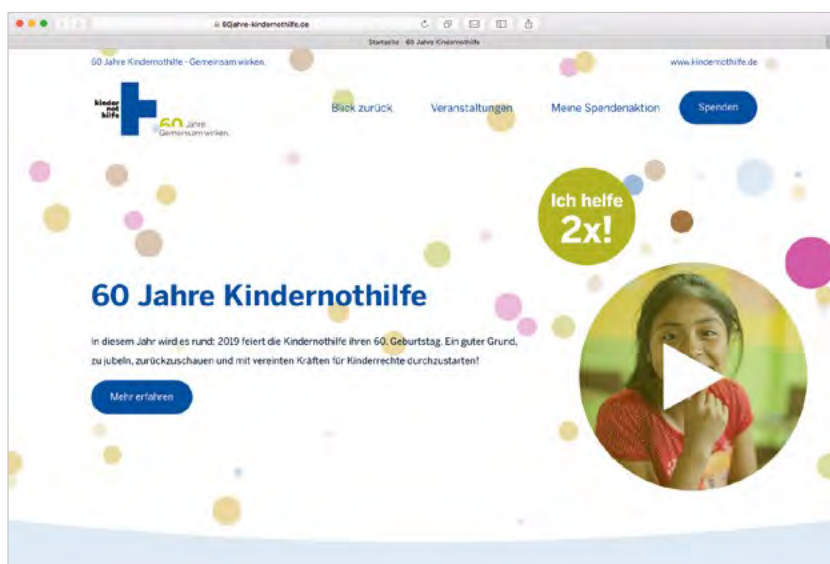 60jahre-kindernothilfe.de
Startseite - 60 Jahre Kindernothilfe
60 Jahre Kindernothilfe - Gemeinsam wirken.
www.kindernothilfe.de
kinder
not
hilfe
60 Jahre
Gemeinsam wirken.
Blick zurück
Veranstaltungen
Meine Spendenaktion
Spenden
Ich helfe
2x!
60 Jahre Kindernothilfe
In diesem Jahr wird es rund: 2019 feiert die Kindernothilfe ihren 60. Geburtstag. Ein guter Grund,
zu jubeln, zurückzuschauen und mit vereinten Kräften für Kinderrechte durchzustarten!
Mehr erfahren